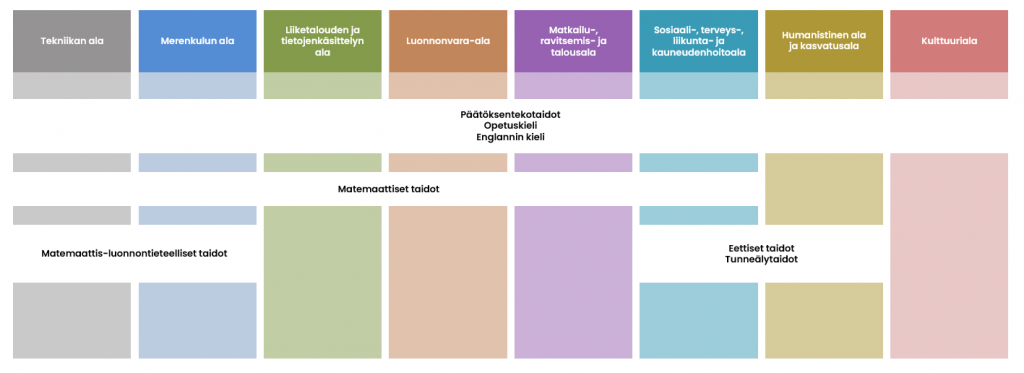 Tekniikan ala
Merenkulun ala
Liiketalouden ja
tietojenkäsittelyn
ala
Luonnonvara-ala
Matkailu-,
ravitsemis- ja
talousala
Sosiaali-, terveys-,
liikunta- ja
kauneudenhoitoala
Humanistinen ala
ja kasvatusala
Kulttuuriala
Päätöksentekotaidot
Opetuskieli
Englannin kieli
Matemaattiset taidot
Matemaattis-luonnontieteelliset taidot
Eettiset taidot
Tunneälytaidot